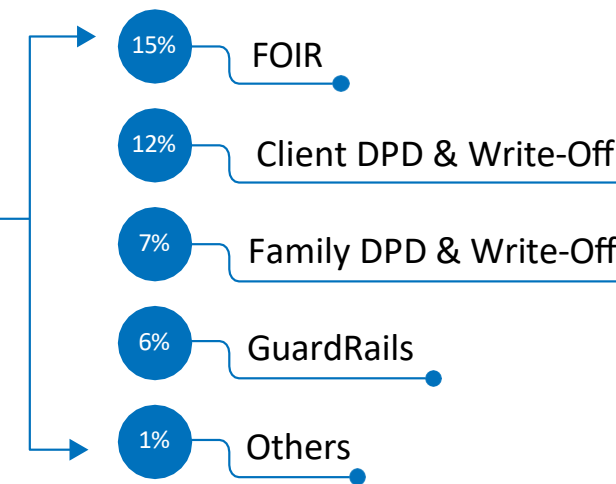 15% FOIR
12% Client DPD & Write-Off
7% Family DPD & Write-Off
6% GuardRails
1% Others